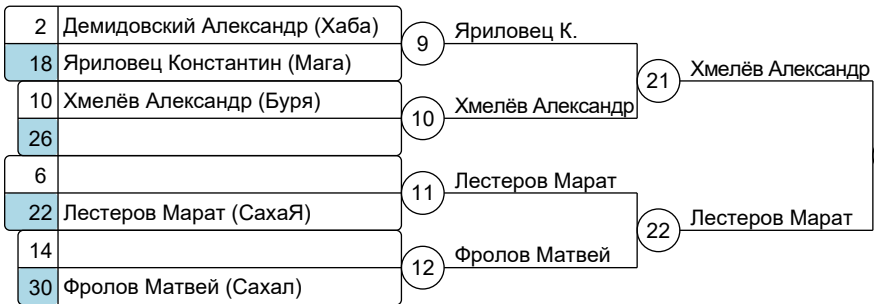 2 Демидовский Александр (Хаба)
18 Яриловец Константин (Мага)
9 Яриловец К.
10 Хмелёв Александр (Буря)
26
10 Хмелёв Александр
21 Хмелёв Александр
6
22 Лестеров Марат (СахаЯ)
11 Лестеров Марат
14
30 Фролов Матвей (Сахал)
12 Фролов Матвей
22 Лестеров Марат